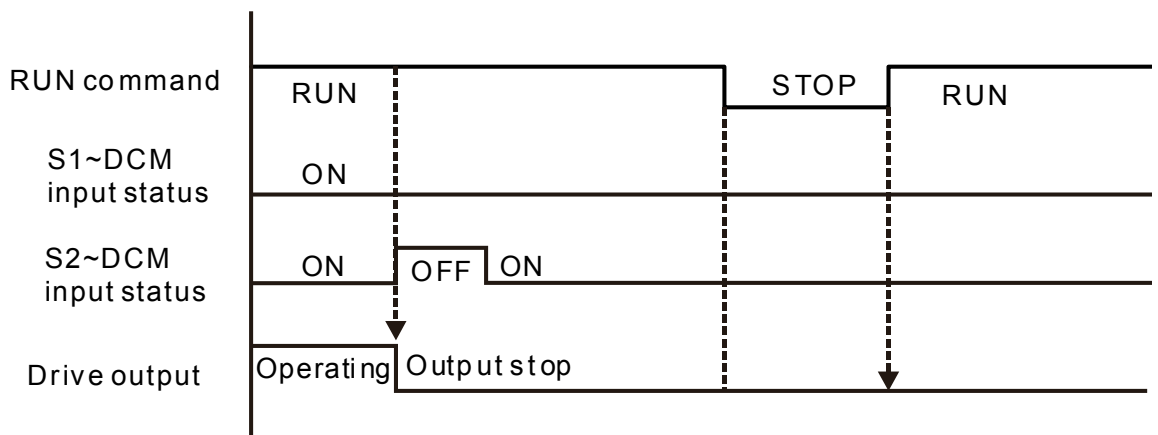 RUN command
RUN
STOP
RUN
S1~DCM
input status
ON
S2~DCM
input status
ON
OFF
ON
Drive output
Operating
Output stop